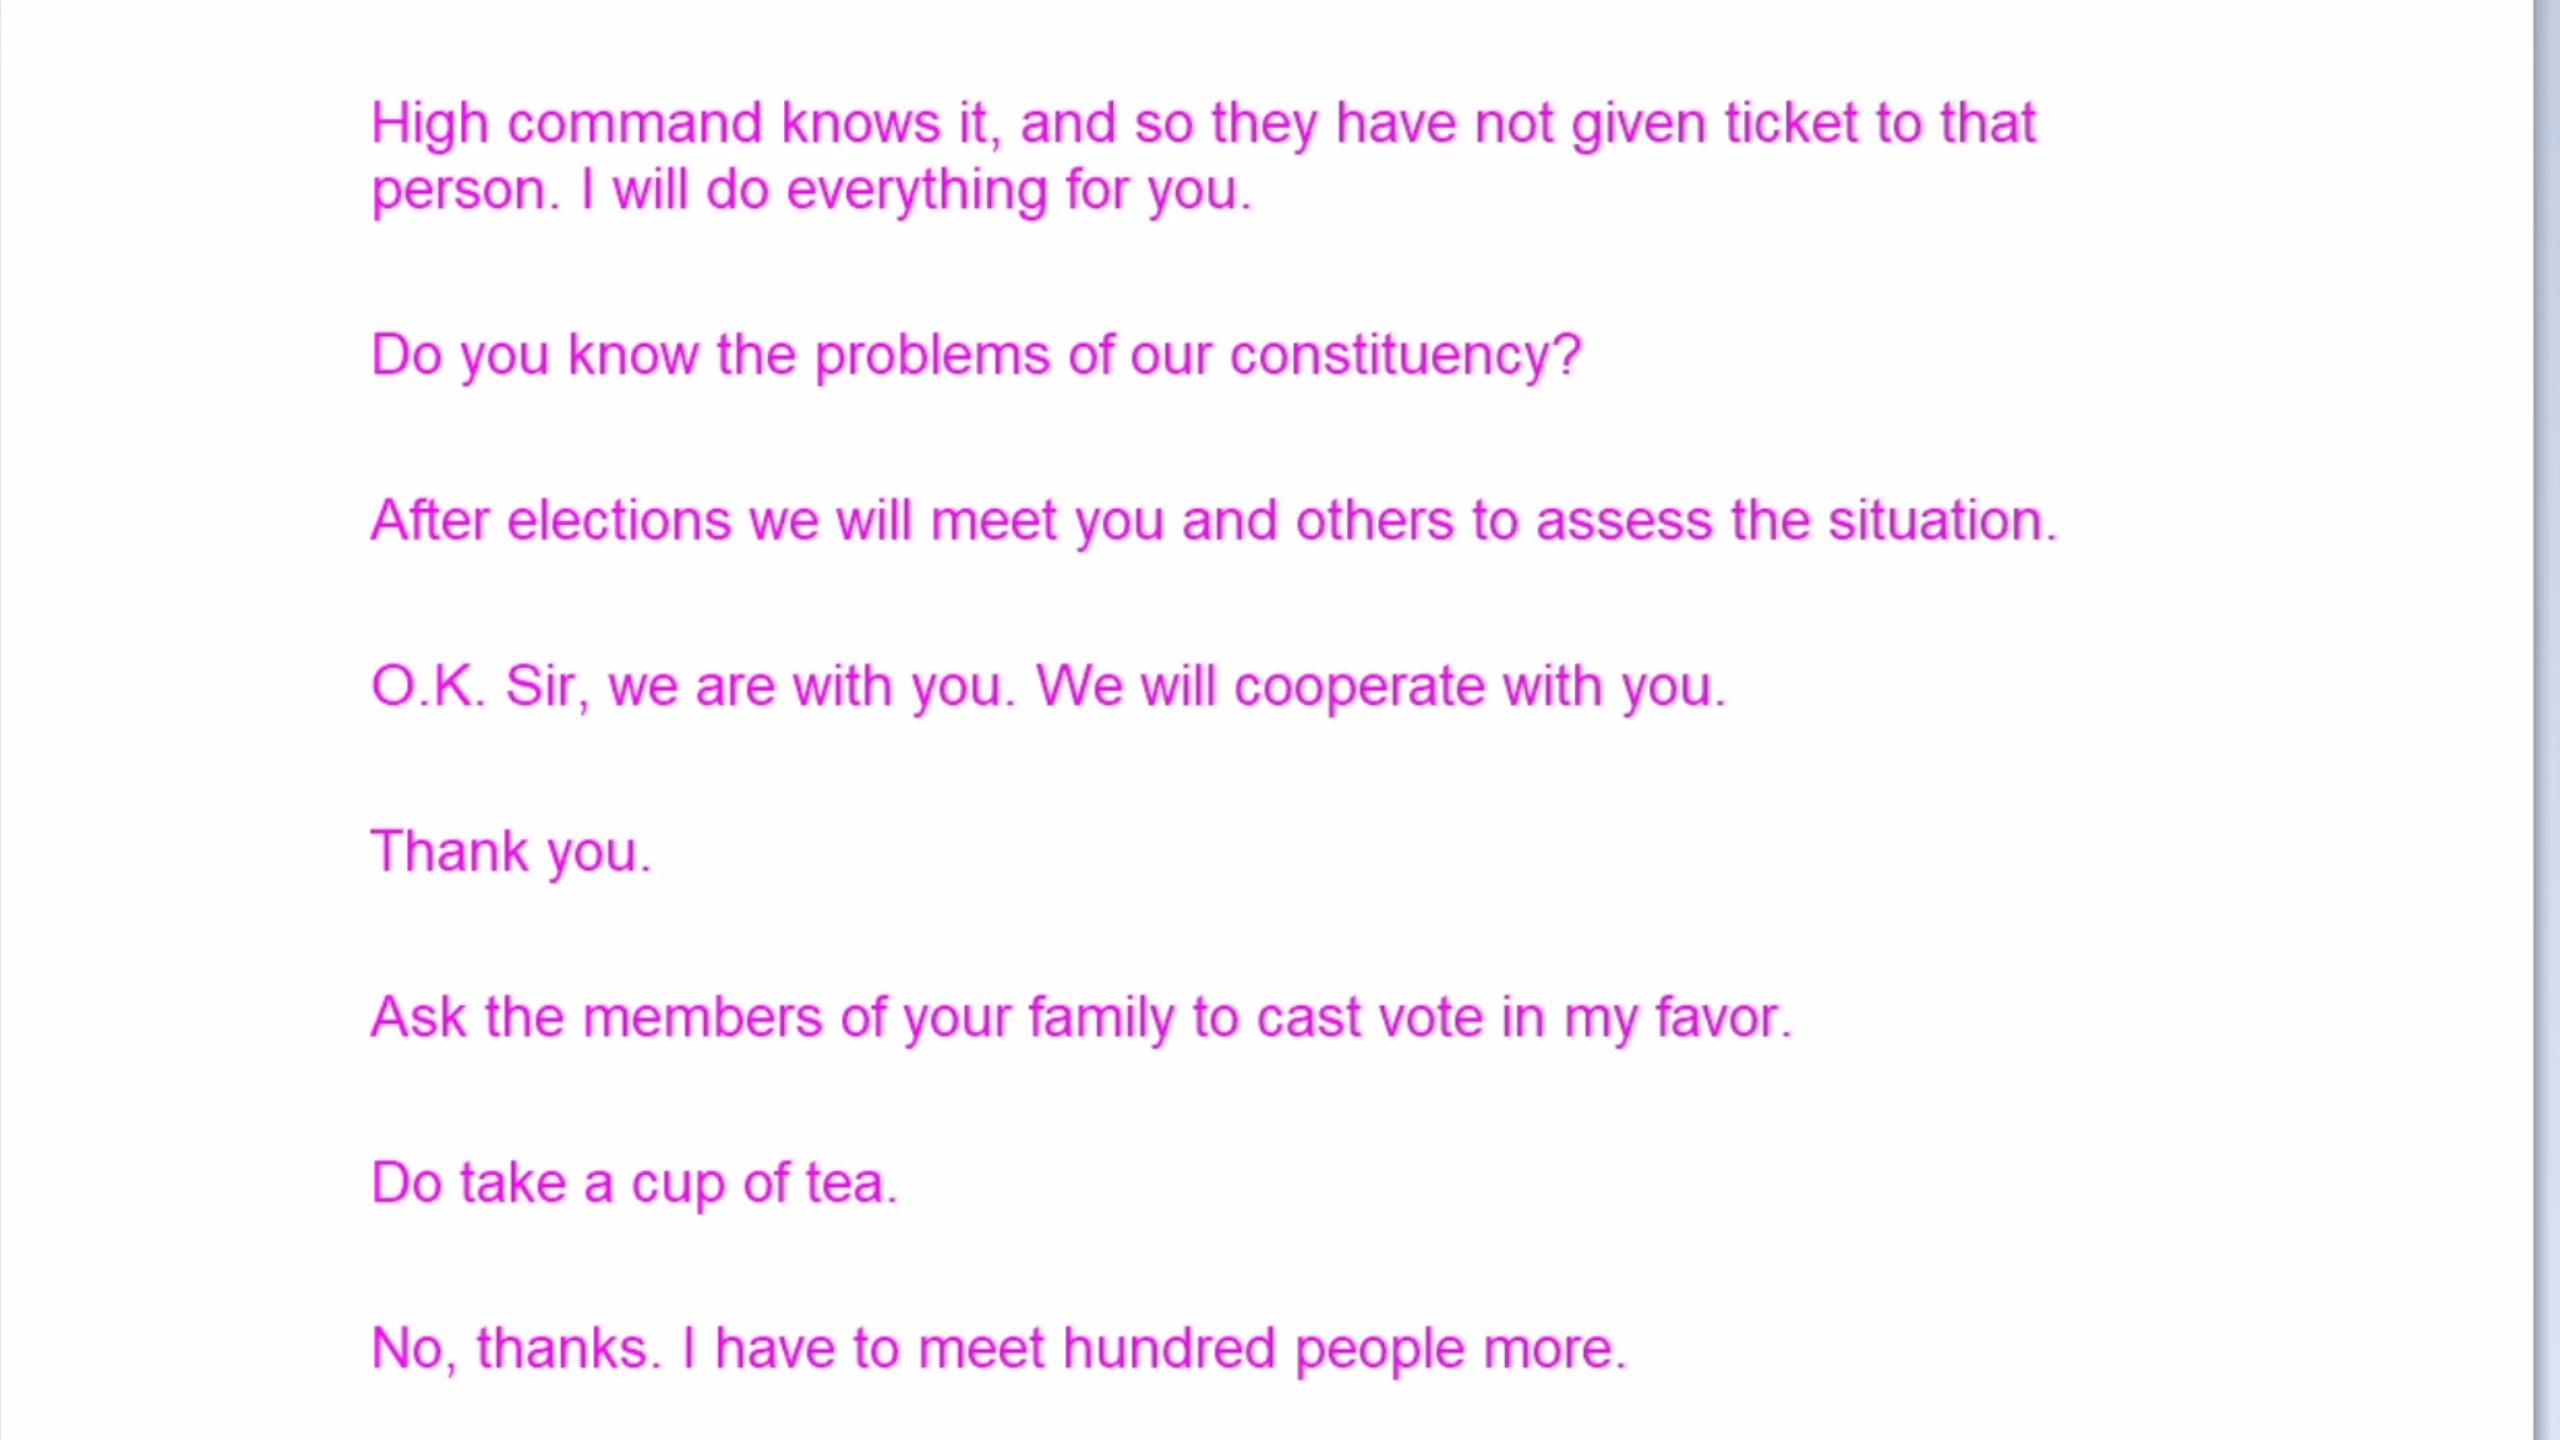 High command knows it, and so they have not given ticket to that
person. I will do everything for you.
Do you know the problems of our constituency?
After elections we will meet you and others to assess the situation.
O.K. Sir, we are with you. We will cooperate with you.
Thank you.
Ask the members of your family to cast vote in my favor.
Do take a cup of tea.
No, thanks. I have to meet hundred people more.